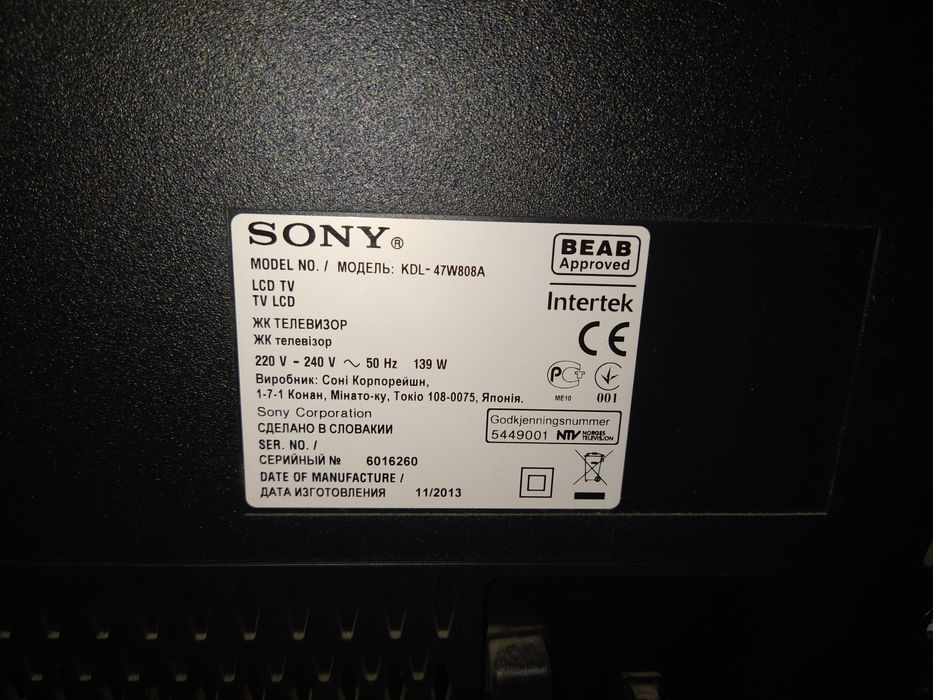 SONY®
MODEL NO. / МОДЕЛЬ: KDL- 47W808A
LCD TV
TV LCD
ЖК ТЕЛЕВИЗОР
ЖК телевізор
220 V - 240 V ~ 50 Hz 139 W
Виробник: Соні Корпорейшн,
1-7-1 Конан, Мінато-ку, Токіо 108-0075, Японія.
Sony Corporation
СДЕЛАНО В СЛОВАКИИ
SER. NO. /
СЕРИЙНЫЙ № 6016260
DATE OF MANUFACTURE /
ДАТА ИЗГОТОВЛЕНИЯ 11/2013
BEAB
Approved
Intertek
CE
ME10 001
Godkjenningsnummer
5449001 NTV NORGES
TELEVISJON